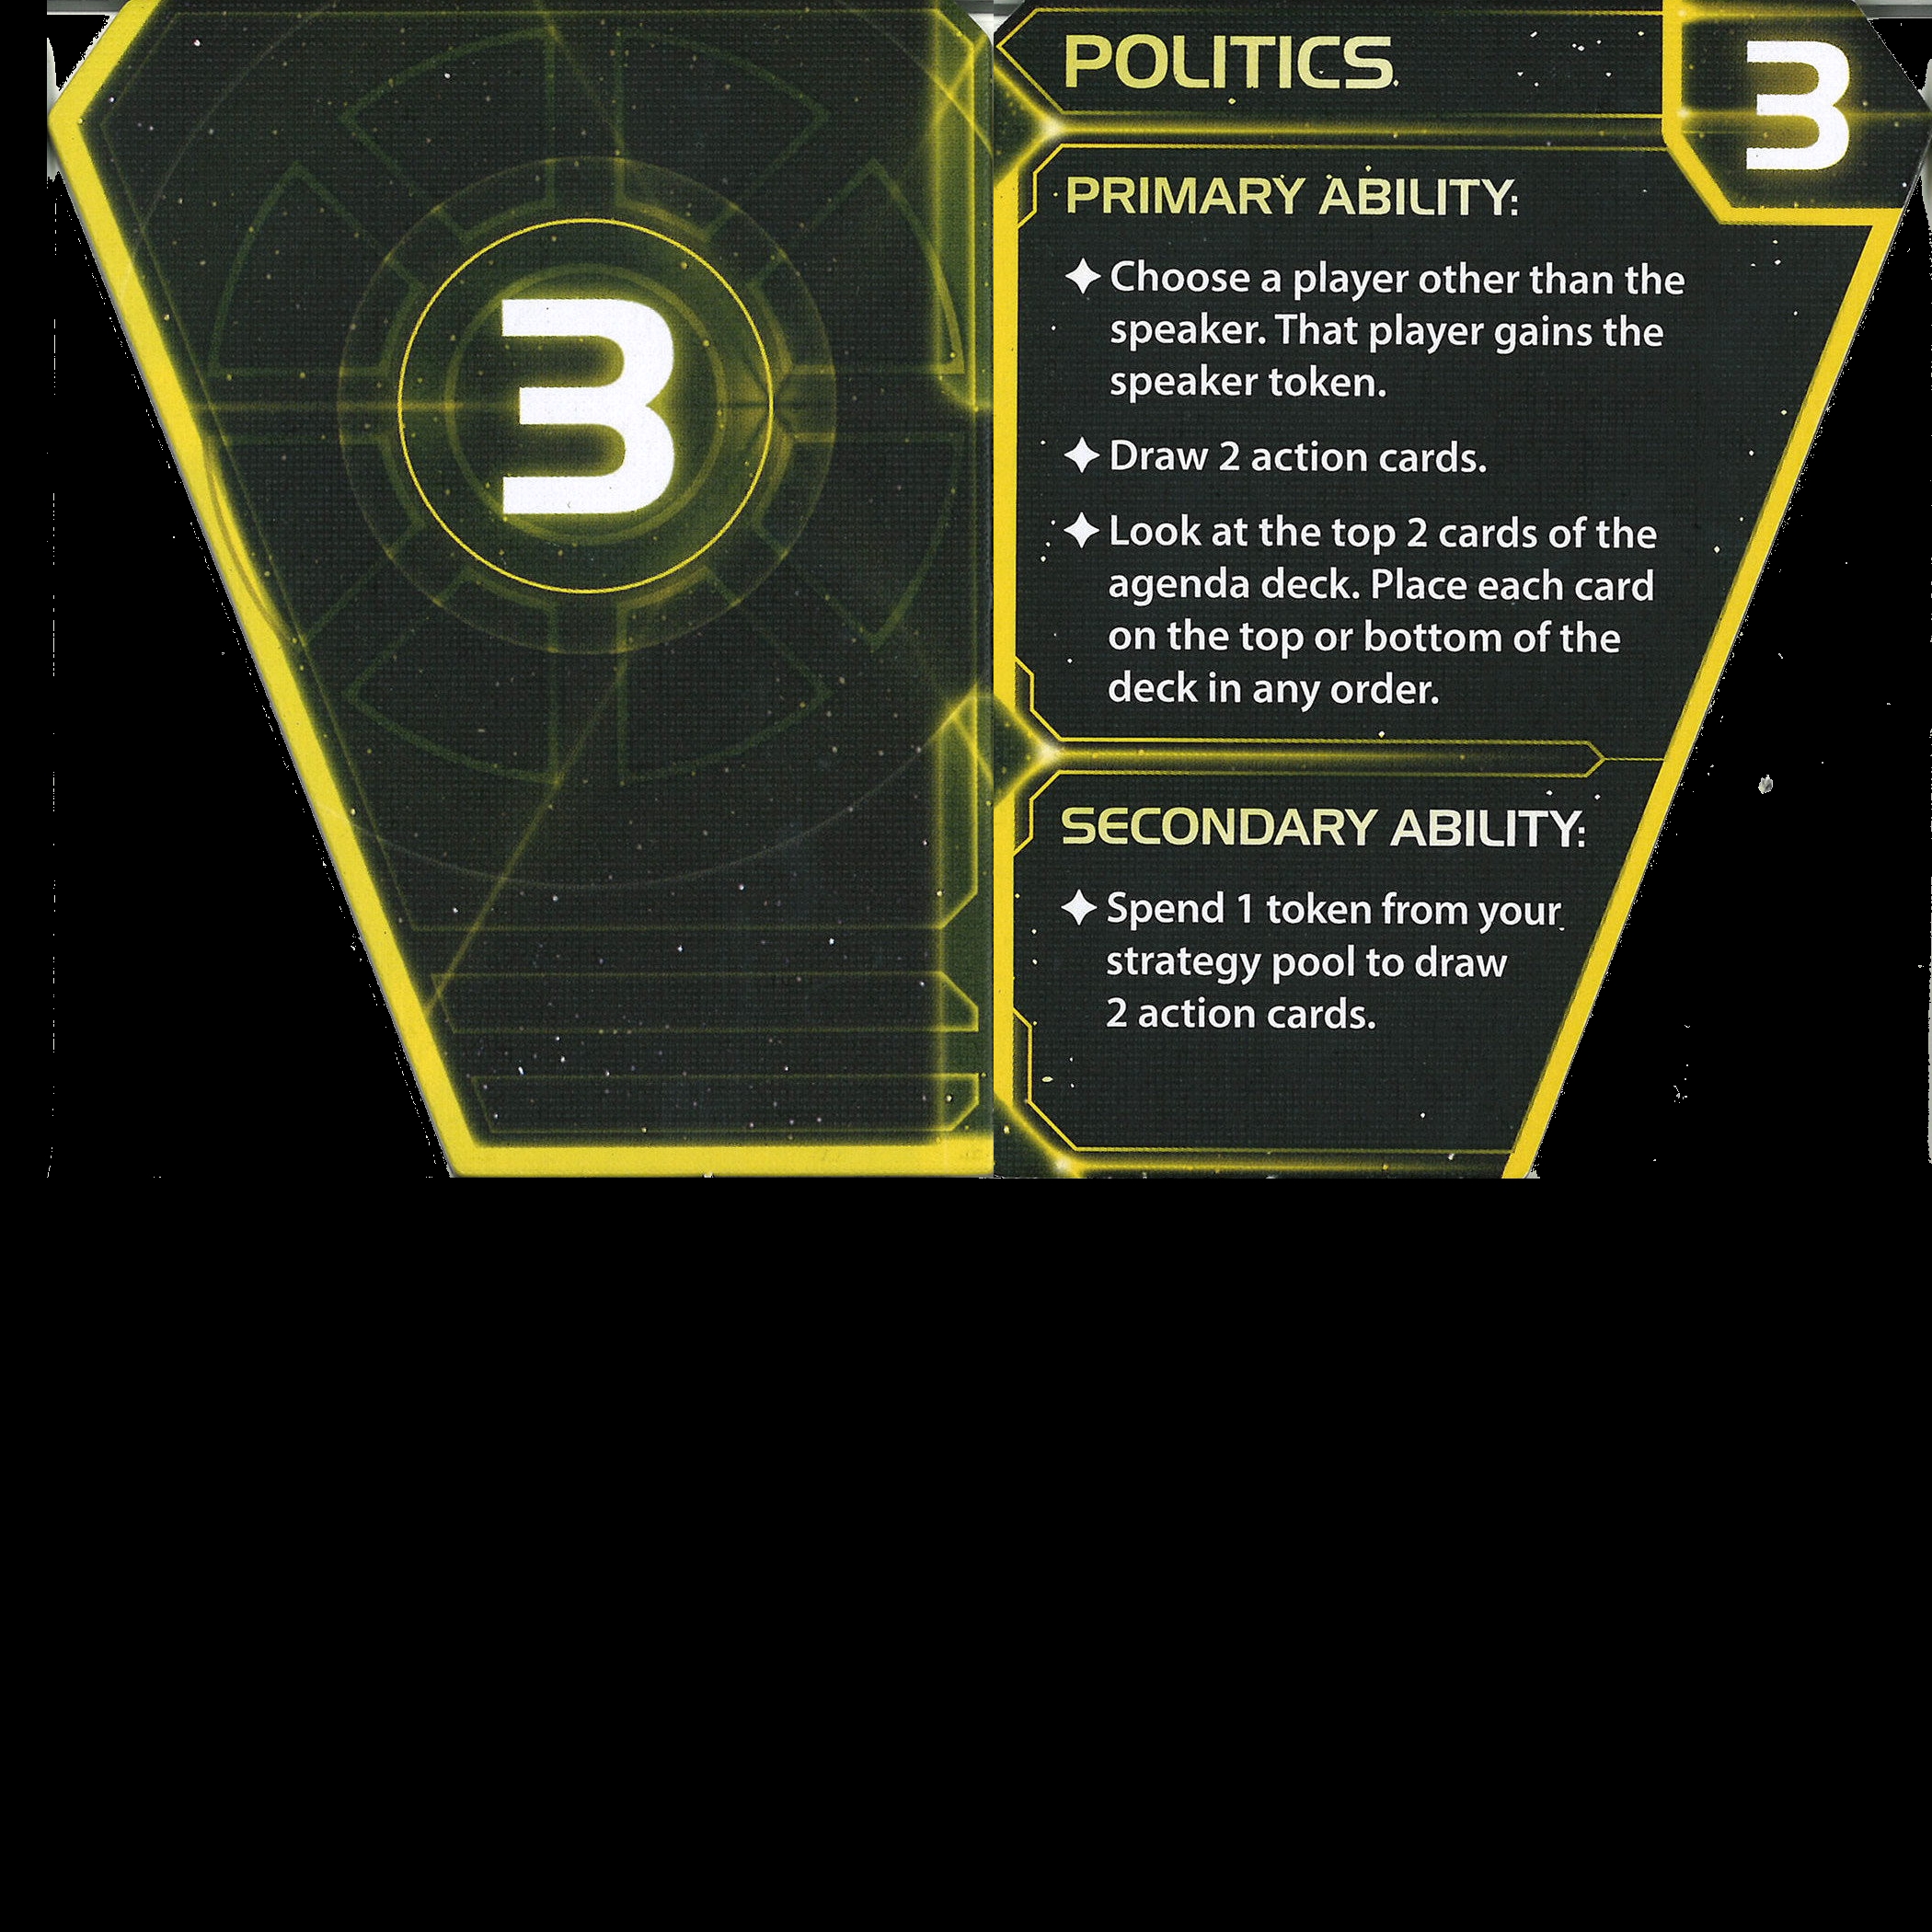 3
POLITICS
3
PRIMARY ABILITY:
Choose a player other than the
speaker. That player gains the
speaker token.
Draw 2 action cards.
Look at the top 2 cards of the
agenda deck. Place each card
on the top or bottom of the
deck in any order.
SECONDARY ABILITY:
Spend 1 token from your
strategy pool to draw
2 action cards.